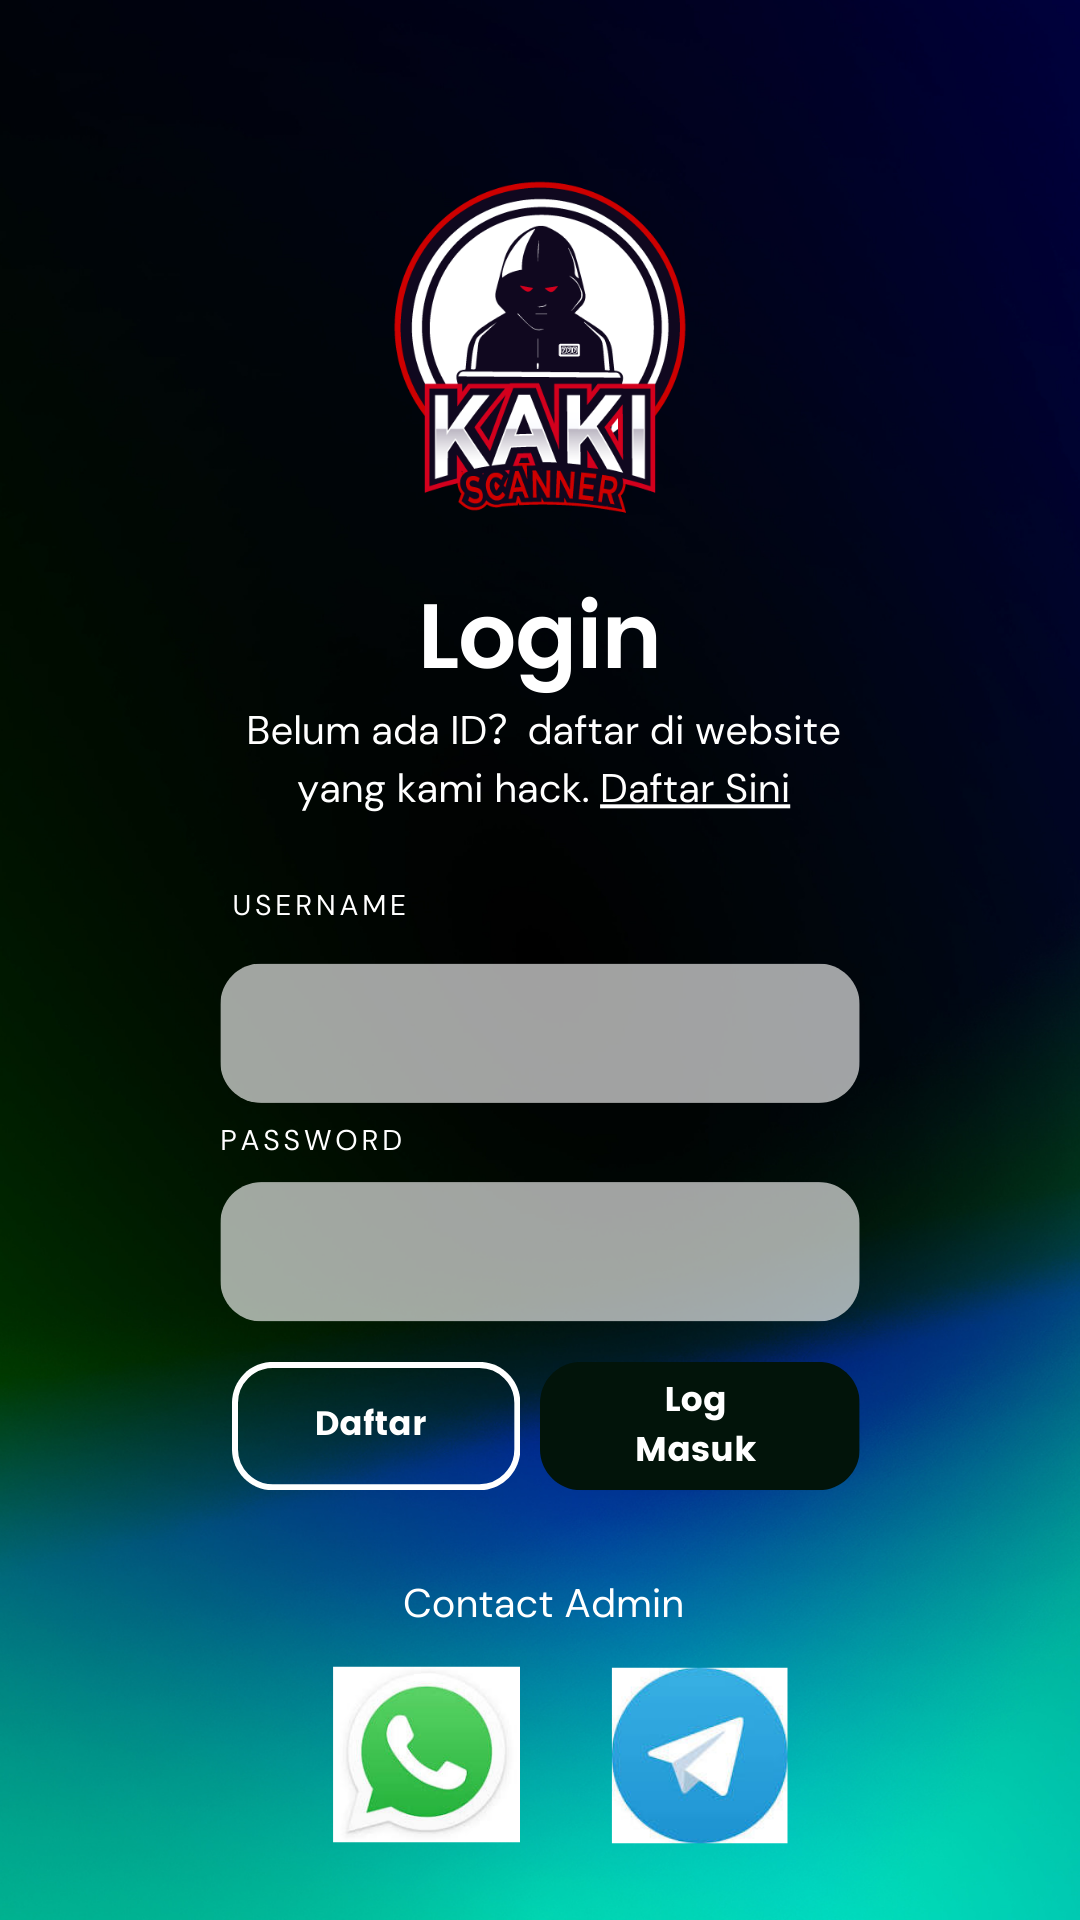 KAKI
SCANNER
Login
Belum ada ID? daftar di website
yang kami hack. Daftar Sini
USERNAME
PASSWORD
Daftar
Log
Masuk
Contact Admin